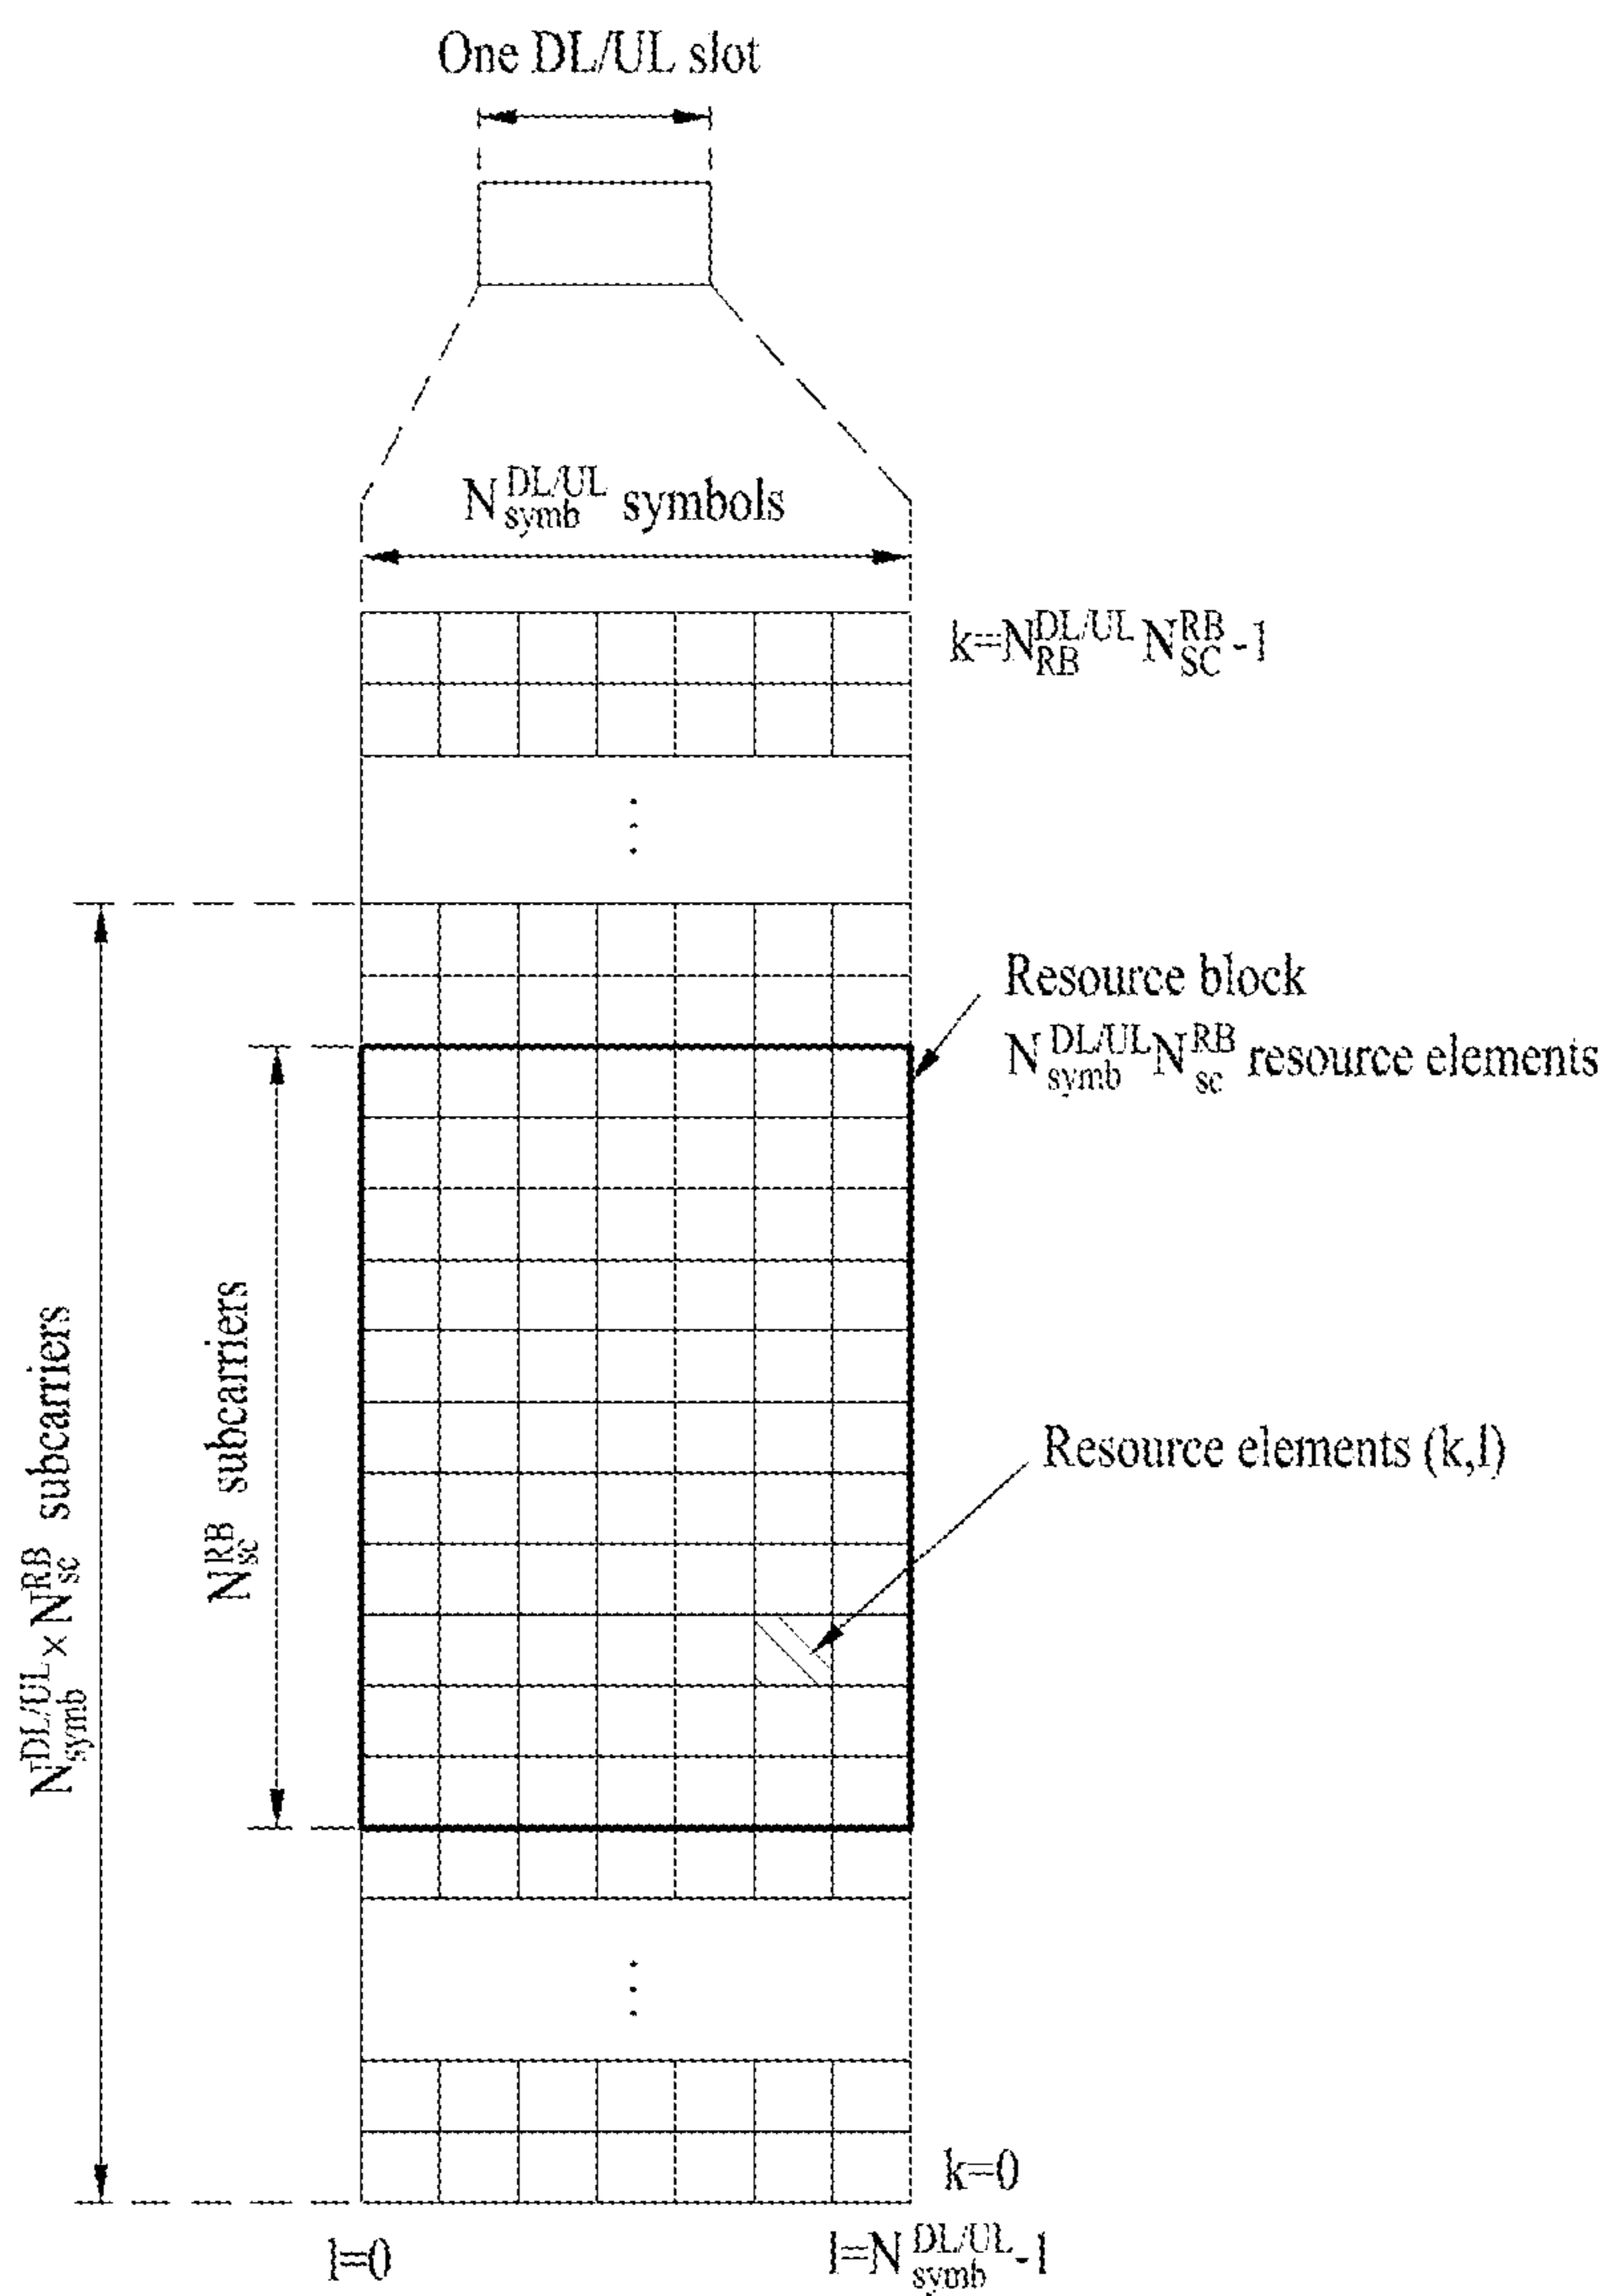 One DL/UL slot
N_symb^DL/UL symbols
k=N_RB^DL/UL N_SC^RB-1
Resource block
N_symb^DL/UL N_sc^RB resource elements
N_symb^DL/UL × N_sc^RB subcarriers
N_sc^RB subcarriers
Resource elements (k,l)
k=0
l=0
l=N_symb^DL/UL-1